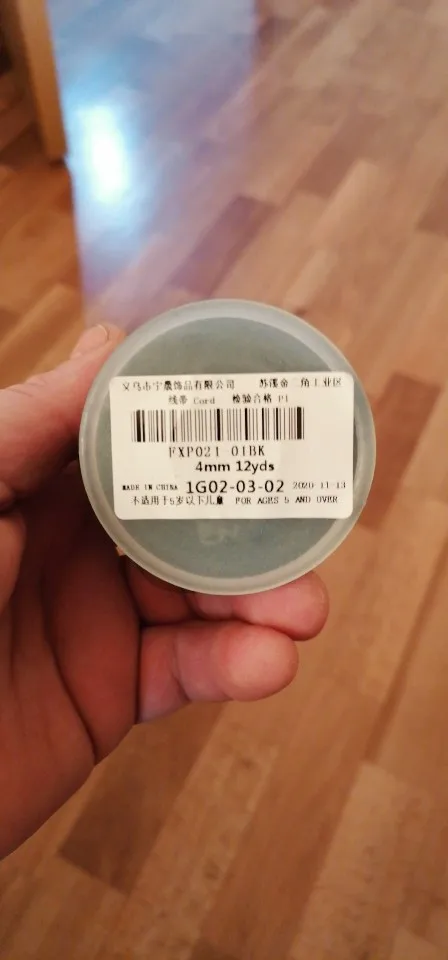 义乌市宁晨饰品有限公司 苏溪金 角工业区
线带 Cord 检验合格 P1
FXP021 01BK
4mm 12yds
MADE IN CHINA 1G02-03-02 2020-11-13
不适用于5岁以下儿童 FOR AGES 5 AND OVER